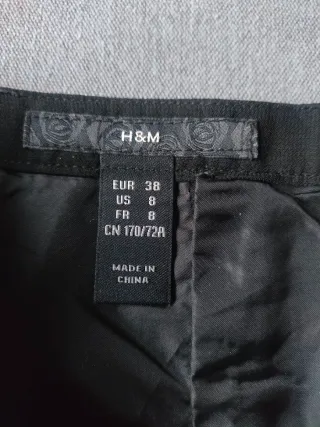 H&M
EUR 38
US 8
FR 8
CN 170/72A
MADE IN
CHINA